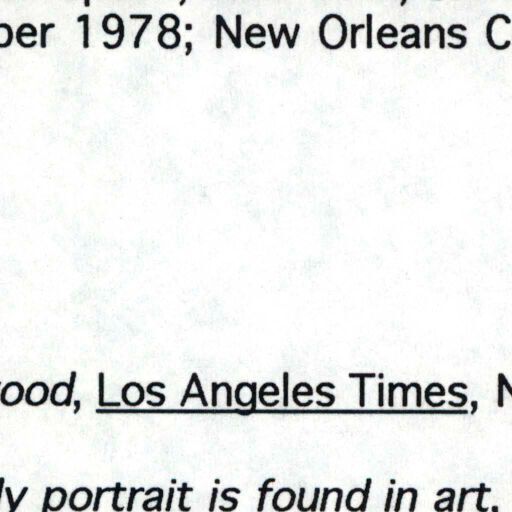 ber 1978; New Orleans C
ood, Los Angeles Times, N
ly portrait is found in art,